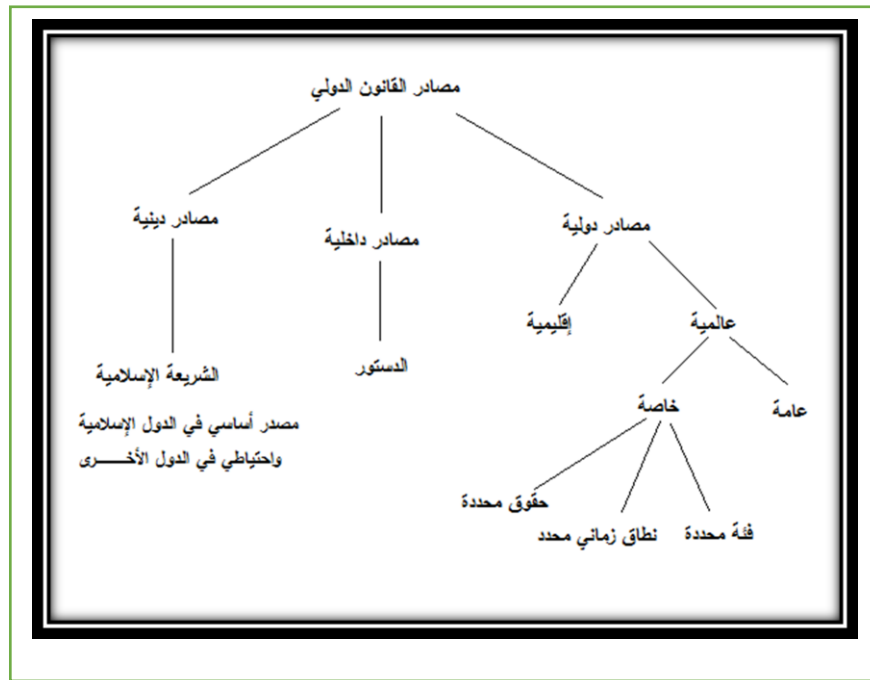 مصادر القانون الدولي
مصادر دولية
مصادر داخلية
مصادر دينية
عالمية
إقليمية
الدستور
الشريعة الإسلامية
عامة
خاصة
مصدر أساسي في الدول الإسلامية
واحتياطي في الدول الأخـــــرى
فئة محددة
نطاق زماني محدد
حقوق محددة